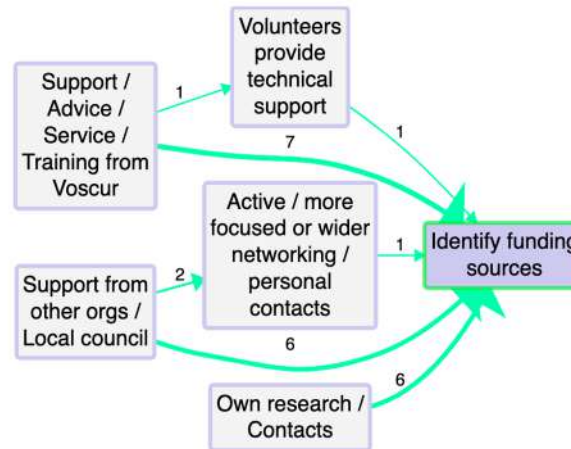 Volunteers
provide
technical
support
Support /
Advice /
Service /
Training from
Voscur
1
1
7
Active / more
focused or wider
networking /
personal
contacts
Identify funding
sources
1
Support from
other orgs /
Local council
2
6
6
Own research /
Contacts